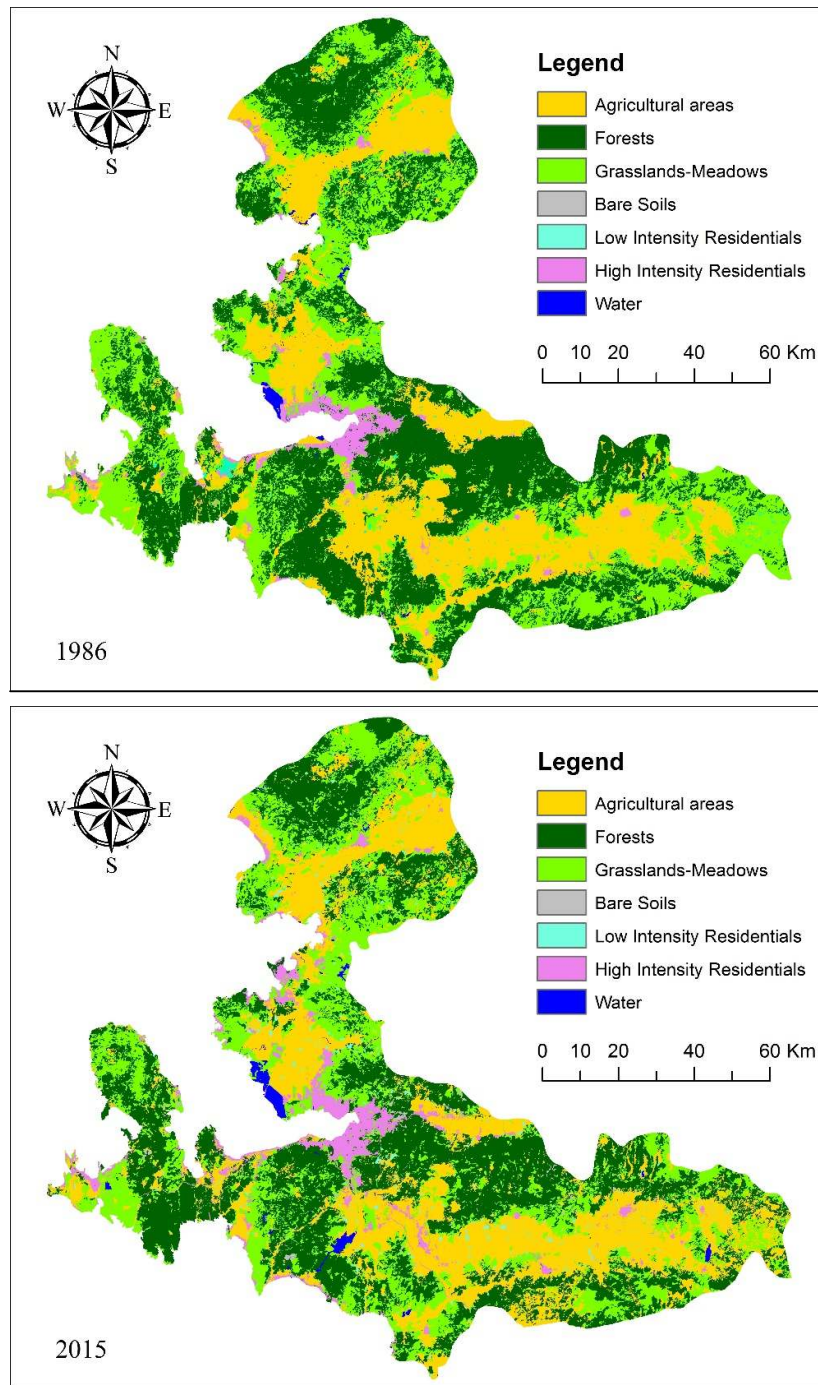 N
W E
S
Legend
Agricultural areas
Forests
Grasslands-Meadows
Bare Soils
Low Intensity Residentials
High Intensity Residentials
Water
0 10 20 40 60 Km
1986
N
W E
S
Legend
Agricultural areas
Forests
Grasslands-Meadows
Bare Soils
Low Intensity Residentials
High Intensity Residentials
Water
0 10 20 40 60 Km
2015